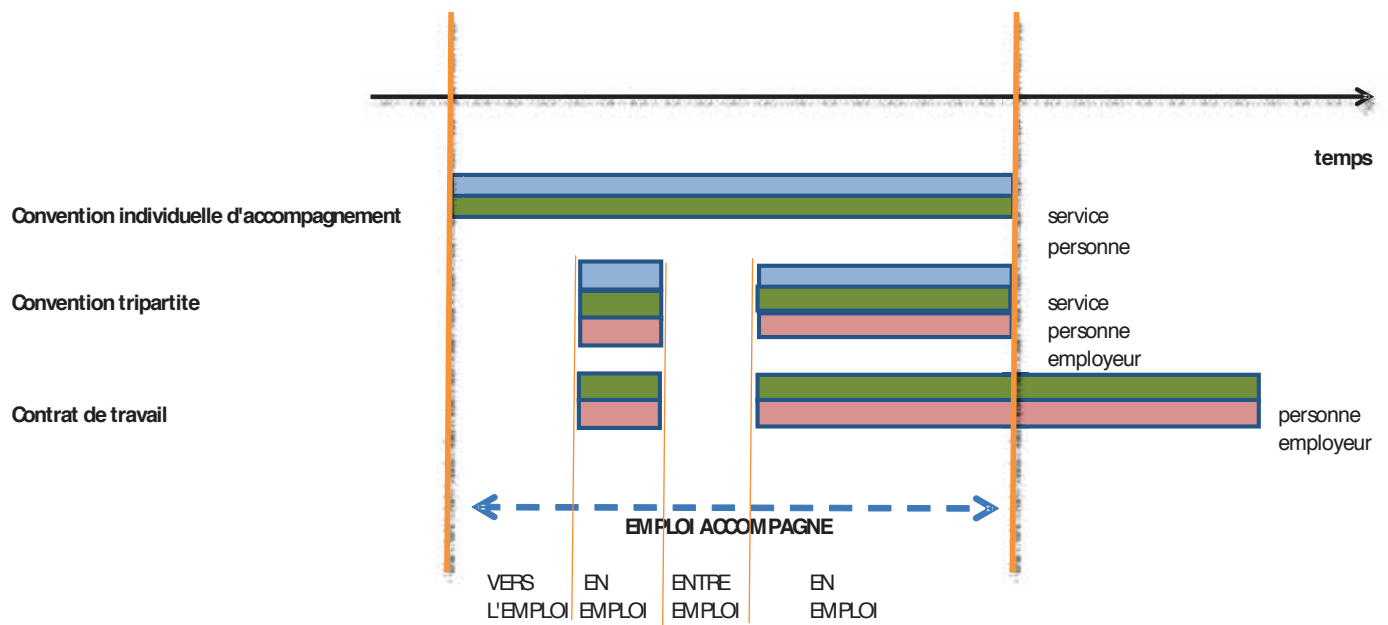 temps
Convention individuelle d'accompagnement
service
personne
Convention tripartite
service
personne
employeur
Contrat de travail
personne
employeur
EMPLOI ACCOMPAGNE
VERS
L'EMPLOI
EN
EMPLOI
ENTRE
EMPLOI
EN
EMPLOI